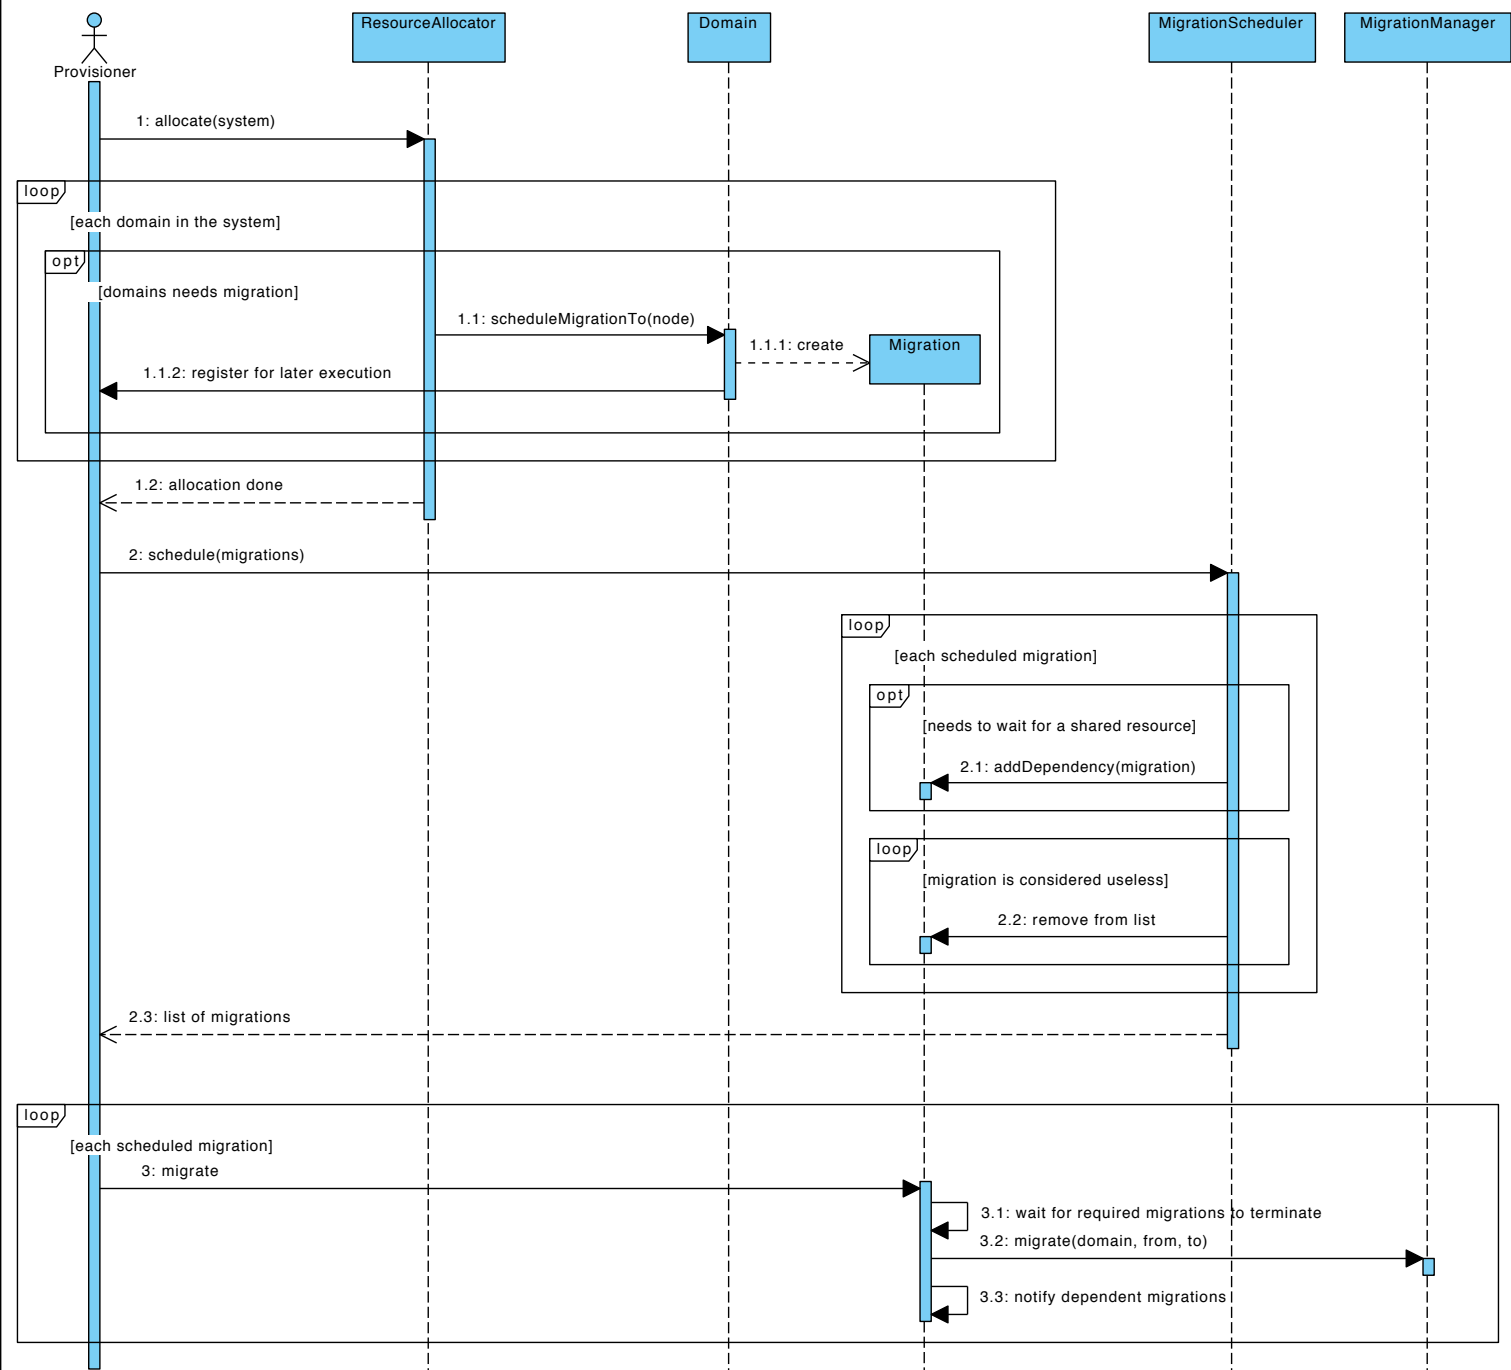 ResourceAllocator
Domain
MigrationScheduler
MigrationManager
Provisioner
1: allocate(system)
loop
[each domain in the system]
opt
[domains needs migration]
1.1: scheduleMigrationTo(node)
1.1.1: create
Migration
1.1.2: register for later execution
1.2: allocation done
2: schedule(migrations)
loop
[each scheduled migration]
opt
[needs to wait for a shared resource]
2.1: addDependency(migration)
loop
[migration is considered useless]
2.2: remove from list
2.3: list of migrations
loop
[each scheduled migration]
3: migrate
3.1: wait for required migrations to terminate
3.2: migrate(domain, from, to)
3.3: notify dependent migrations